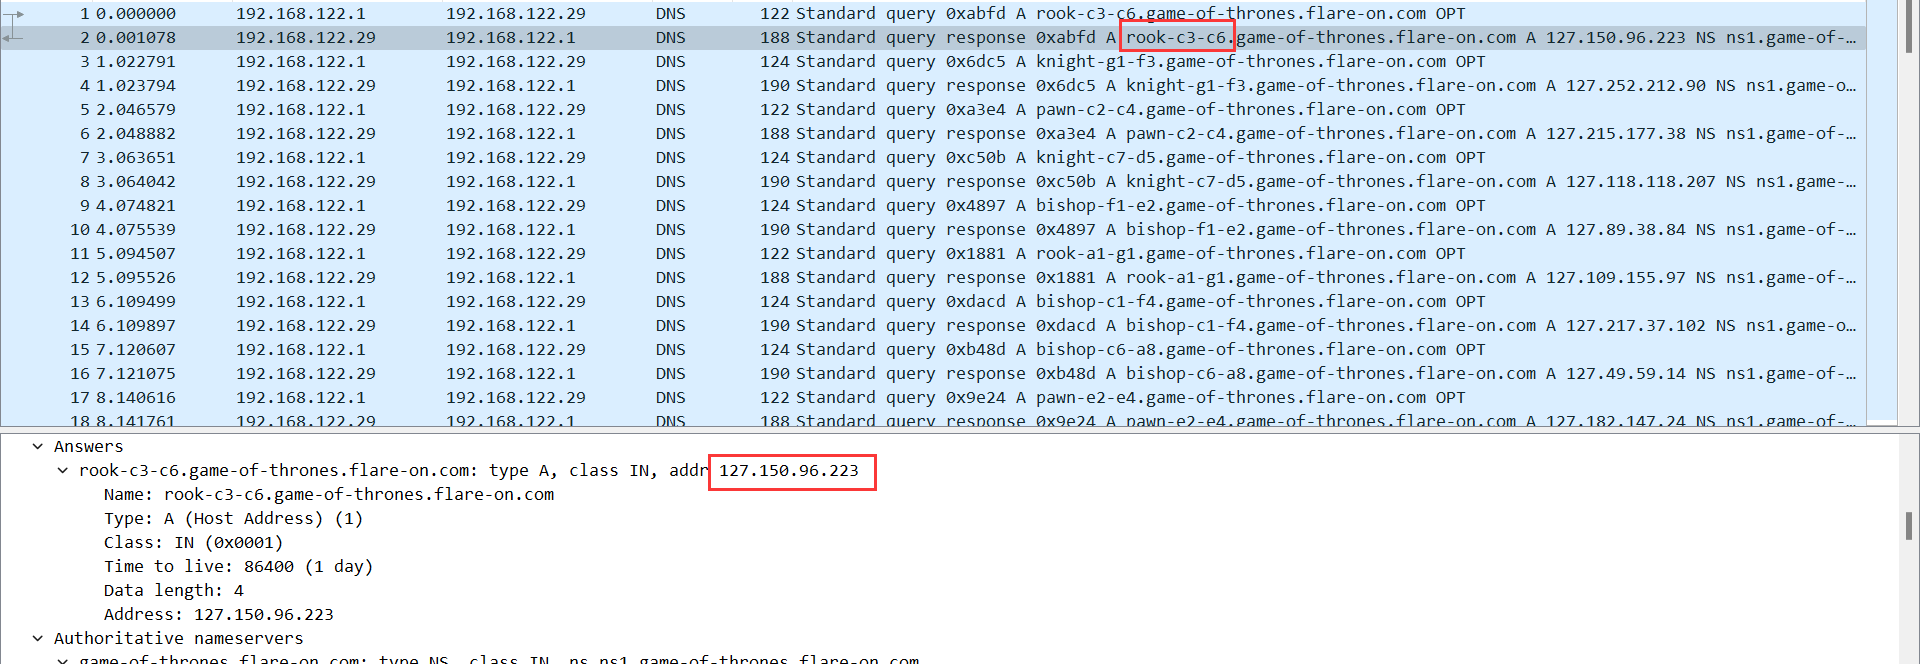 1 0.000000 192.168.122.1 192.168.122.29 DNS 122 Standard query 0xabfd A rook-c3-c6.game-of-thrones.flare-on.com OPT
2 0.001078 192.168.122.29 192.168.122.1 DNS 188 Standard query response 0xabfd A rook-c3-c6.game-of-thrones.flare-on.com A 127.150.96.223 NS ns1.game-of-…
3 1.022791 192.168.122.1 192.168.122.29 DNS 124 Standard query 0x6dc5 A knight-g1-f3.game-of-thrones.flare-on.com OPT
4 1.023794 192.168.122.29 192.168.122.1 DNS 190 Standard query response 0x6dc5 A knight-g1-f3.game-of-thrones.flare-on.com A 127.252.212.90 NS ns1.game-o…
5 2.046579 192.168.122.1 192.168.122.29 DNS 122 Standard query 0xa3e4 A pawn-c2-c4.game-of-thrones.flare-on.com OPT
6 2.048882 192.168.122.29 192.168.122.1 DNS 188 Standard query response 0xa3e4 A pawn-c2-c4.game-of-thrones.flare-on.com A 127.215.177.38 NS ns1.game-of-…
7 3.063651 192.168.122.1 192.168.122.29 DNS 124 Standard query 0xc50b A knight-c7-d5.game-of-thrones.flare-on.com OPT
8 3.064042 192.168.122.29 192.168.122.1 DNS 190 Standard query response 0xc50b A knight-c7-d5.game-of-thrones.flare-on.com A 127.118.118.207 NS ns1.game-…
9 4.074821 192.168.122.1 192.168.122.29 DNS 124 Standard query 0x4897 A bishop-f1-e2.game-of-thrones.flare-on.com OPT
10 4.075539 192.168.122.29 192.168.122.1 DNS 190 Standard query response 0x4897 A bishop-f1-e2.game-of-thrones.flare-on.com A 127.89.38.84 NS ns1.game-of-…
11 5.094507 192.168.122.1 192.168.122.29 DNS 122 Standard query 0x1881 A rook-a1-g1.game-of-thrones.flare-on.com OPT
12 5.095526 192.168.122.29 192.168.122.1 DNS 188 Standard query response 0x1881 A rook-a1-g1.game-of-thrones.flare-on.com A 127.109.155.97 NS ns1.game-of-…
13 6.109499 192.168.122.1 192.168.122.29 DNS 124 Standard query 0xdacd A bishop-c1-f4.game-of-thrones.flare-on.com OPT
14 6.109897 192.168.122.29 192.168.122.1 DNS 190 Standard query response 0xdacd A bishop-c1-f4.game-of-thrones.flare-on.com A 127.217.37.102 NS ns1.game-o…
15 7.120607 192.168.122.1 192.168.122.29 DNS 124 Standard query 0xb48d A bishop-c6-a8.game-of-thrones.flare-on.com OPT
16 7.121075 192.168.122.29 192.168.122.1 DNS 190 Standard query response 0xb48d A bishop-c6-a8.game-of-thrones.flare-on.com A 127.49.59.14 NS ns1.game-of-…
17 8.140616 192.168.122.1 192.168.122.29 DNS 122 Standard query 0x9e24 A pawn-e2-e4.game-of-thrones.flare-on.com OPT
18 8.141761 192.168.122.29 192.168.122.1 DNS 188 Standard query response 0x9e24 A pawn-e2-e4.game-of-thrones.flare-on.com A 127.182.147.24 NS ns1.game-of-…
Answers
rook-c3-c6.game-of-thrones.flare-on.com: type A, class IN, addr 127.150.96.223
Name: rook-c3-c6.game-of-thrones.flare-on.com
Type: A (Host Address) (1)
Class: IN (0x0001)
Time to live: 86400 (1 day)
Data length: 4
Address: 127.150.96.223
Authoritative nameservers
game-of-thrones.flare-on.com: type NS, class IN, ns ns1.game-of-thrones.flare-on.com